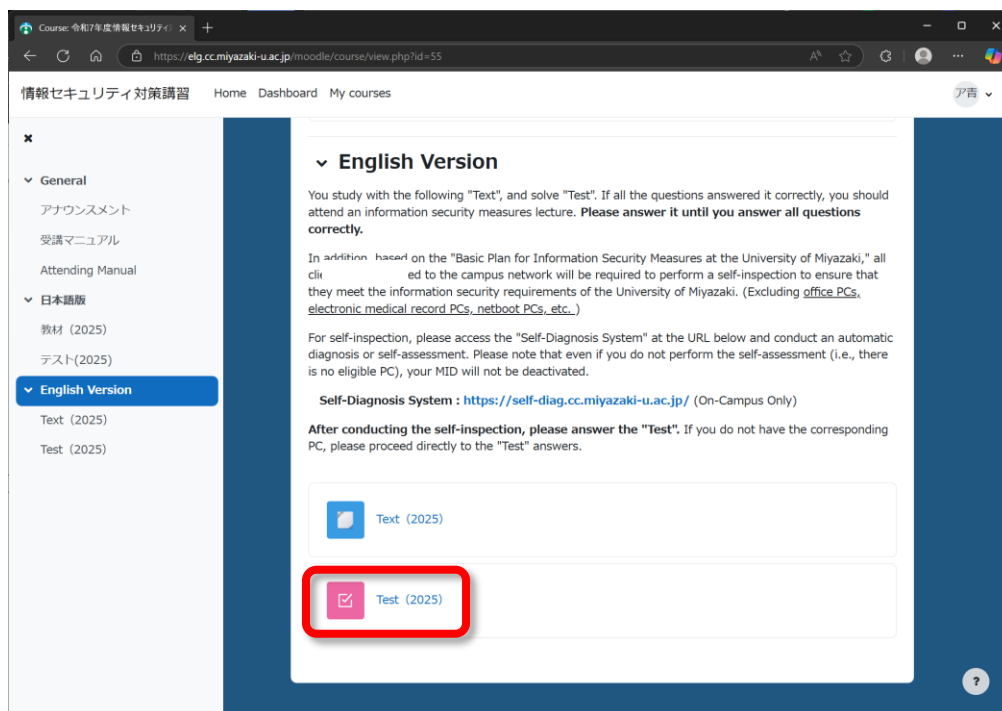 Course: 令和7年度情報セキュリティ
https://elg.cc.miyazaki-u.ac.jp/moodle/course/view.php?id=55
情報セキュリティ対策講習 Home Dashboard My courses ア青
General
アナウンスメント
受講マニュアル
Attending Manual
日本語版
教材（2025）
テスト(2025)
English Version
Text（2025）
Test（2025）
English Version
You study with the following "Text", and solve "Test". If all the questions answered it correctly, you should
attend an information security measures lecture. Please answer it until you answer all questions
correctly.
In addition, based on the "Basic Plan for Information Security Measures at the University of Miyazaki," all
ed to the campus network will be required to perform a self-inspection to ensure that
they meet the information security requirements of the University of Miyazaki. (Excluding office PCs,
electronic medical record PCs, netboot PCs, etc. )
For self-inspection, please access the "Self-Diagnosis System" at the URL below and conduct an automatic
diagnosis or self-assessment. Please note that even if you do not perform the self-assessment (i.e., there
is no eligible PC), your MID will not be deactivated.
Self-Diagnosis System : https://self-diag.cc.miyazaki-u.ac.jp/ (On-Campus Only)
After conducting the self-inspection, please answer the "Test". If you do not have the corresponding
PC, please proceed directly to the "Test" answers.
Text（2025）
Test（2025）
?